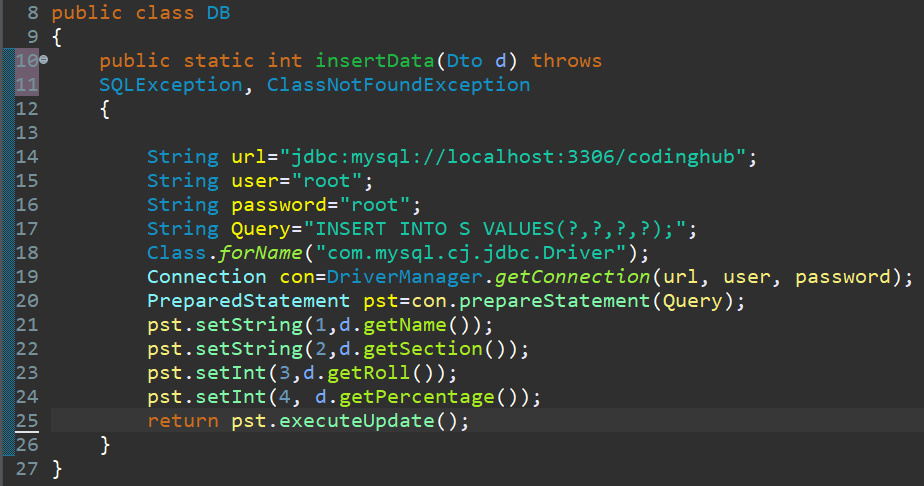 8 public class DB
9 {
10 public static int insertData(Dto d) throws
11 SQLException, ClassNotFoundException
12 {
13
14 String url="jdbc:mysql://localhost:3306/codinghub";
15 String user="root";
16 String password="root";
17 String Query="INSERT INTO S VALUES(?,?,?,?);";
18 Class.forName("com.mysql.cj.jdbc.Driver");
19 Connection con=DriverManager.getConnection(url, user, password);
20 PreparedStatement pst=con.prepareStatement(Query);
21 pst.setString(1,d.getName());
22 pst.setString(2,d.getSection());
23 pst.setInt(3,d.getRoll());
24 pst.setInt(4, d.getPercentage());
25 return pst.executeUpdate();
26 }
27 }